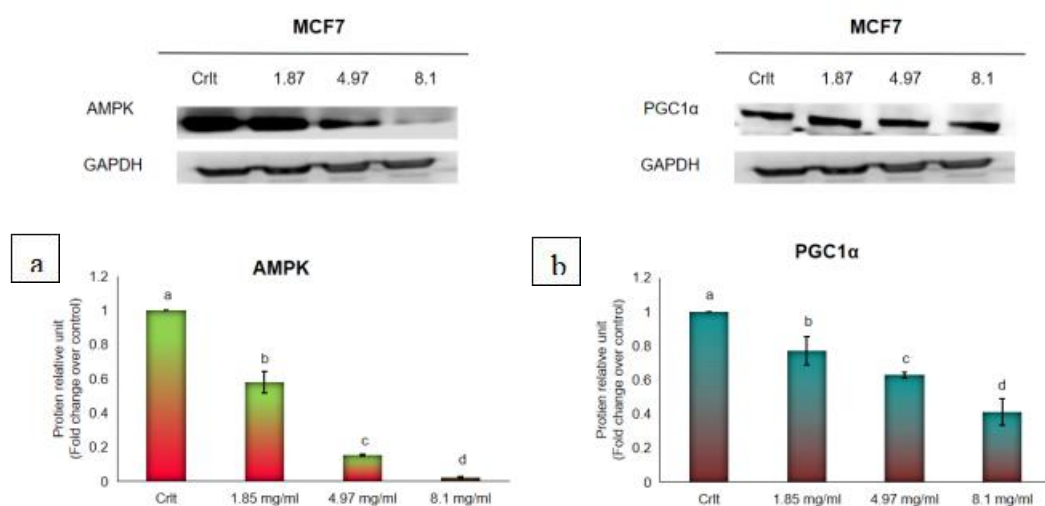 MCF7
Crlt 1.87 4.97 8.1
AMPK
GAPDH
MCF7
Crlt 1.87 4.97 8.1
PGC1α
GAPDH
a
AMPK
Protien relative unit
(Fold change over control)
1.2
1
0.8
0.6
0.4
0.2
0
a
b
c
d
Crlt 1.85 mg/ml 4.97 mg/ml 8.1 mg/ml
b
PGC1α
Protien relative unit
(Fold change over control)
1.2
1
0.8
0.6
0.4
0.2
0
a
b
c
d
Crlt 1.85 mg/ml 4.97 mg/ml 8.1 mg/ml